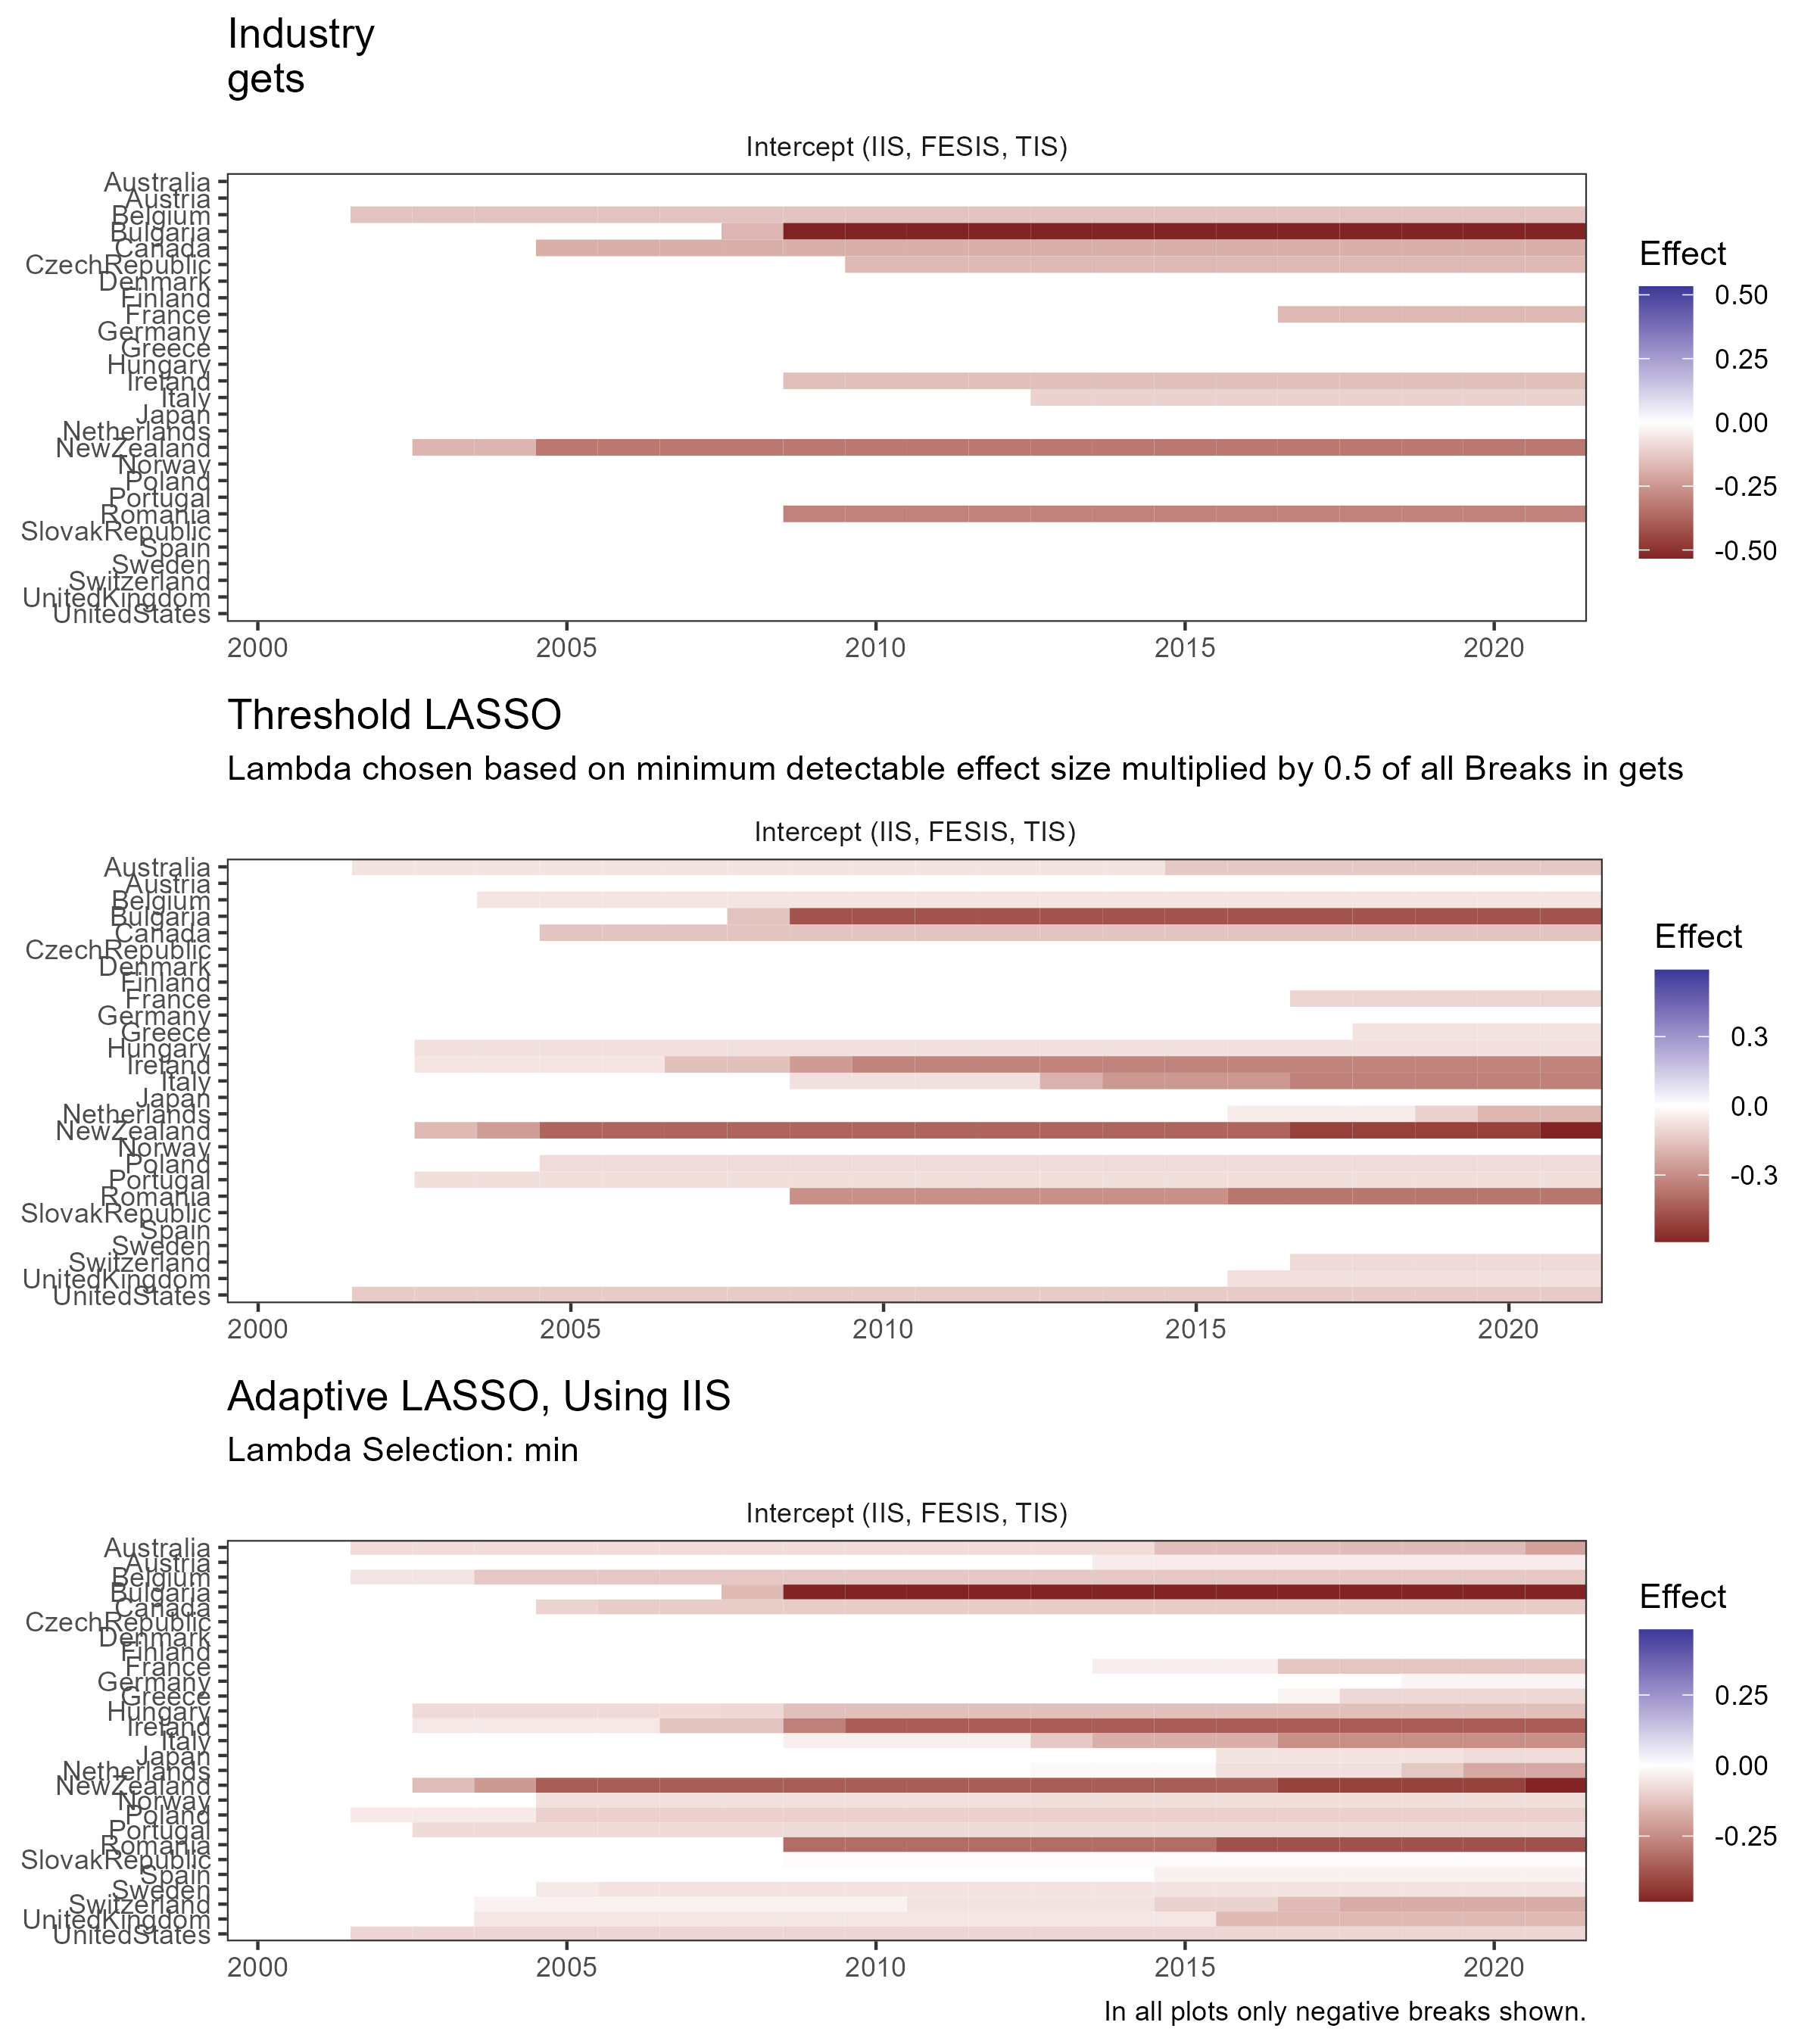 Industry
gets
Intercept (IIS, FESIS, TIS)
Australia
Austria
Belgium
Bulgaria
Canada
CzechRepublic
Denmark
Finland
France
Germany
Greece
Hungary
Ireland
Italy
Japan
Netherlands
NewZealand
Norway
Poland
Portugal
Romania
SlovakRepublic
Spain
Sweden
Switzerland
UnitedKingdom
UnitedStates
2000 2005 2010 2015 2020
Effect
0.50
0.25
0.00
-0.25
-0.50
Threshold LASSO
Lambda chosen based on minimum detectable effect size multiplied by 0.5 of all Breaks in gets
Intercept (IIS, FESIS, TIS)
Australia
Austria
Belgium
Bulgaria
Canada
CzechRepublic
Denmark
Finland
France
Germany
Greece
Hungary
Ireland
Italy
Japan
Netherlands
NewZealand
Norway
Poland
Portugal
Romania
SlovakRepublic
Spain
Sweden
Switzerland
UnitedKingdom
UnitedStates
2000 2005 2010 2015 2020
Effect
0.3
0.0
-0.3
Adaptive LASSO, Using IIS
Lambda Selection: min
Intercept (IIS, FESIS, TIS)
Australia
Austria
Belgium
Bulgaria
Canada
CzechRepublic
Denmark
Finland
France
Germany
Greece
Hungary
Ireland
Italy
Japan
Netherlands
NewZealand
Norway
Poland
Portugal
Romania
SlovakRepublic
Spain
Sweden
Switzerland
UnitedKingdom
UnitedStates
2000 2005 2010 2015 2020
Effect
0.25
0.00
-0.25
In all plots only negative breaks shown.